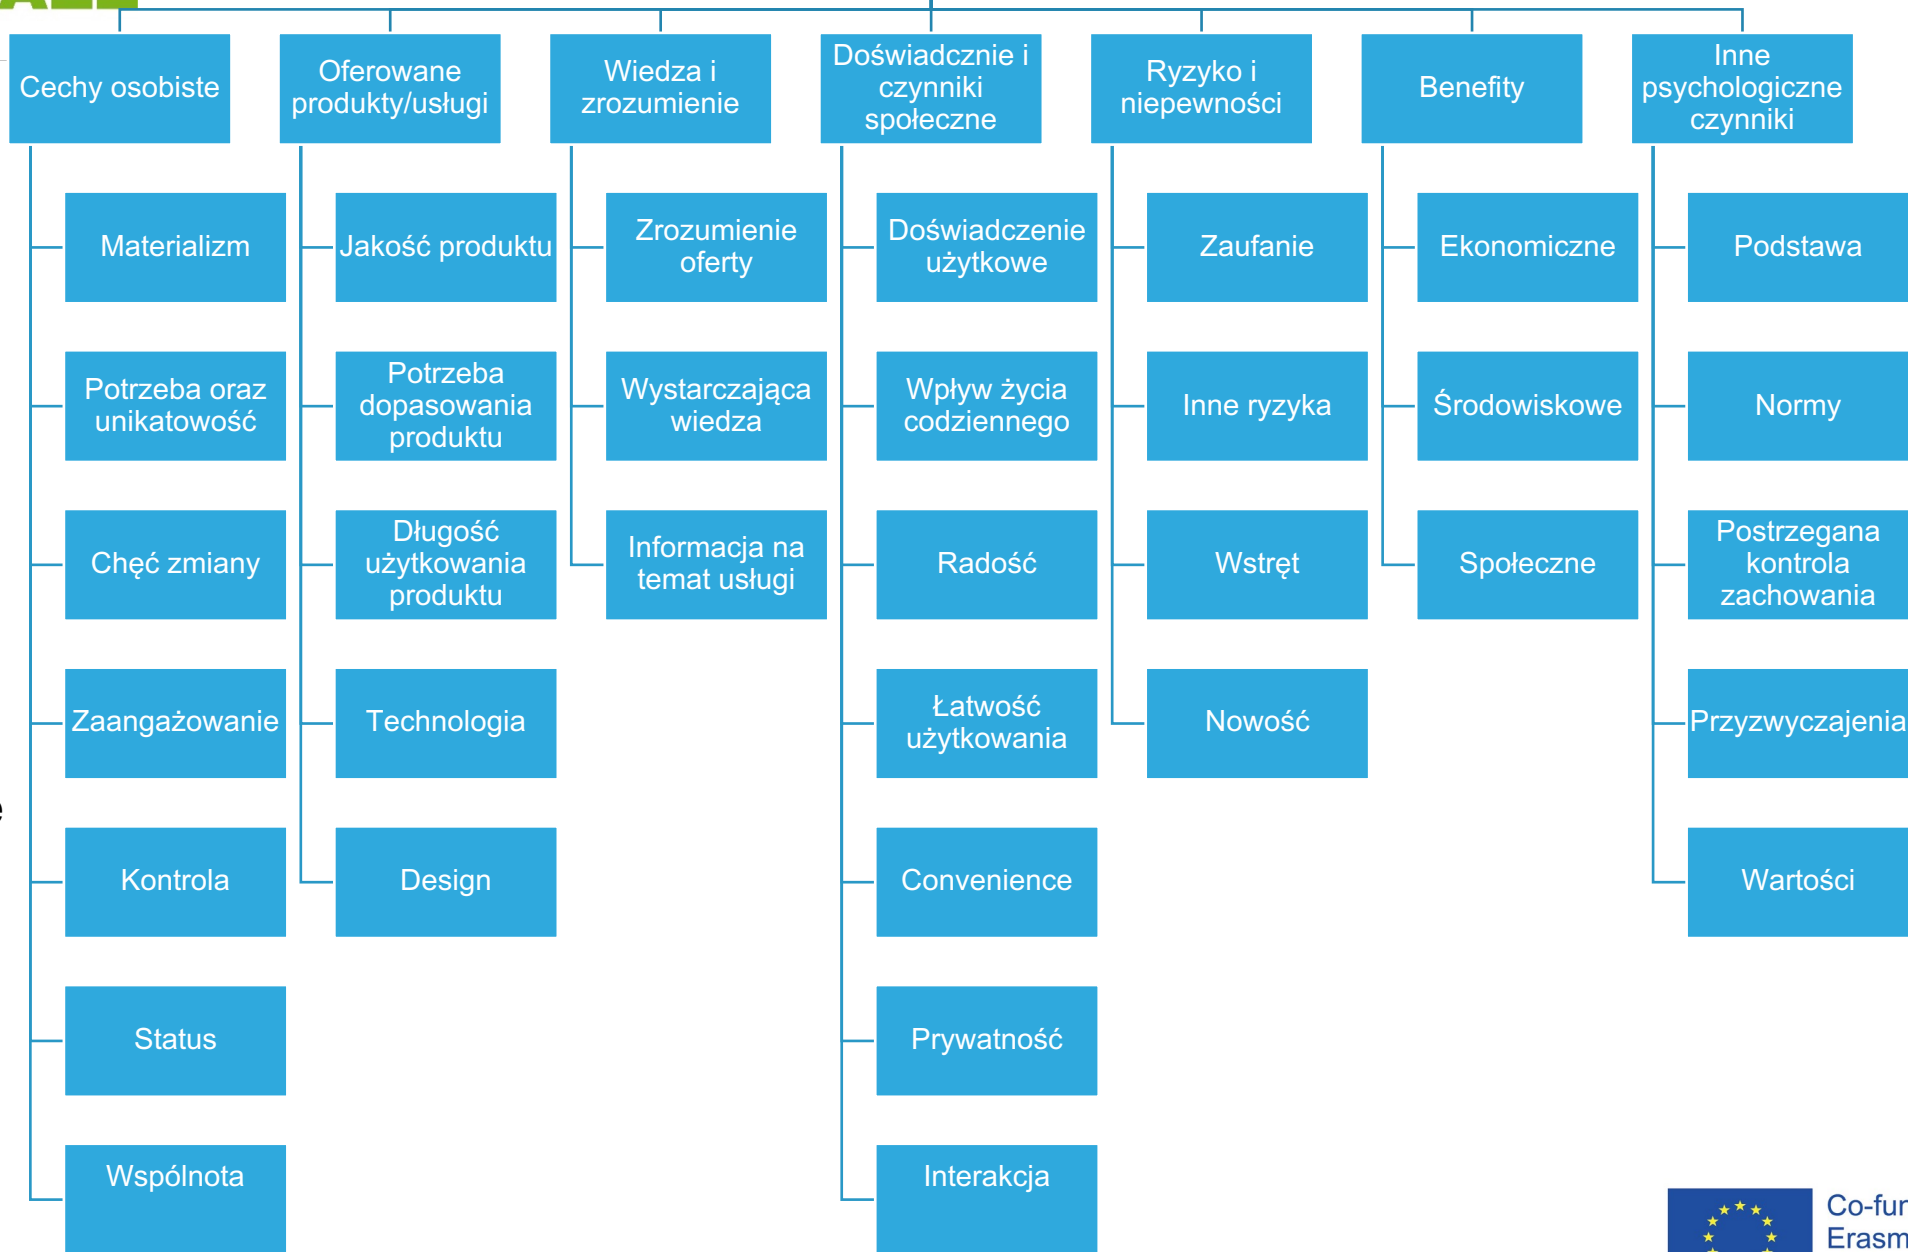 Cechy osobiste
Materializm
Potrzeba oraz
unikatowość
Chęć zmiany
Zaangażowanie
Kontrola
Status
Wspólnota
Oferowane
produkty/usługi
Jakość produktu
Potrzeba
dopasowania
produktu
Długość
użytkowania
produktu
Technologia
Design
Wiedza i
zrozumienie
Zrozumienie
oferty
Wystarczająca
wiedza
Informacja na
temat usługi
Doświadcznie i
czynniki
społeczne
Doświadczenie
użytkowe
Wpływ życia
codziennego
Radość
Łatwość
użytkowania
Convenience
Prywatność
Interakcja
Ryzyko i
niepewności
Zaufanie
Inne ryzyka
Wstręt
Nowość
Benefity
Ekonomiczne
Środowiskowe
Społeczne
Inne
psychologiczne
czynniki
Podstawa
Normy
Postrzegana
kontrola
zachowania
Przyzwyczajenia
Wartości
Co-fun
Erasm